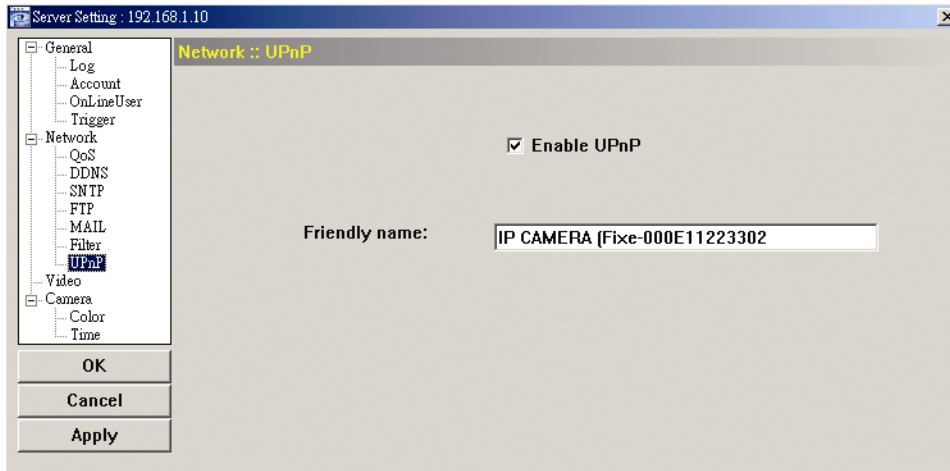 Server Setting : 192.168.1.10
General
Log
Account
OnLineUser
Trigger
Network
QoS
DDNS
SNTP
FTP
MAIL
Filter
UPnP
Video
Camera
Color
Time
OK
Cancel
Apply
Network :: UPnP
Enable UPnP
Friendly name: IP CAMERA (Fixe-000E11223302